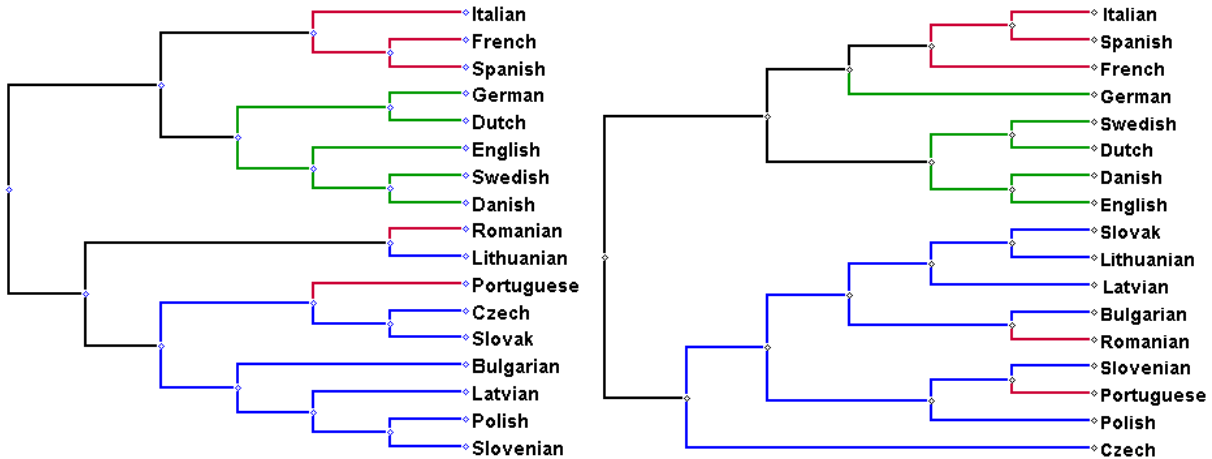 Italian
French
Spanish
German
Dutch
English
Swedish
Danish
Romanian
Lithuanian
Portuguese
Czech
Slovak
Bulgarian
Latvian
Polish
Slovenian
Italian
Spanish
French
German
Swedish
Dutch
Danish
English
Slovak
Lithuanian
Latvian
Bulgarian
Romanian
Slovenian
Portuguese
Polish
Czech